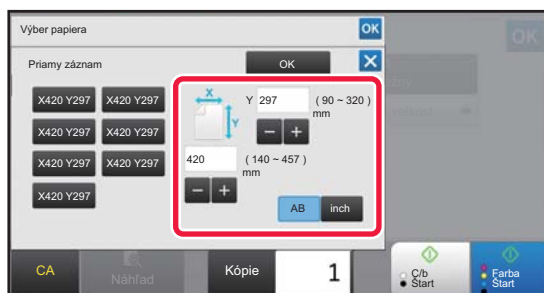 Výber papiera
OK
OK
Priamy záznam
OK
X420 Y297
X420 Y297
X
Y
Y
297
( 90 ~ 320 )
mm
X420 Y297
X420 Y297
420
( 140 ~ 457 )
mm
X420 Y297
X420 Y297
X420 Y297
AB
inch
CA
Náhľad
Kópie
1
Č/b
Štart
Farba
Štart